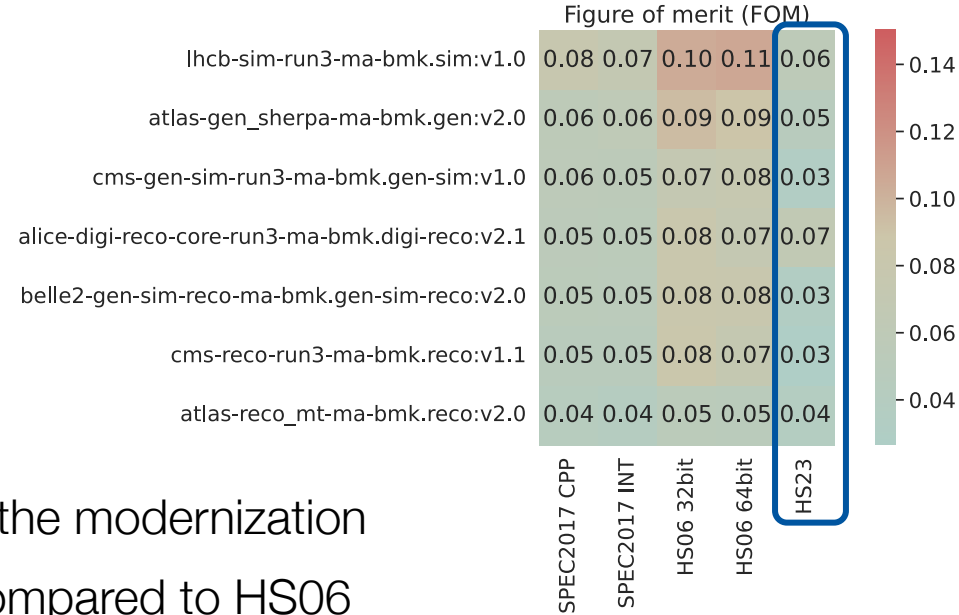 Figure of merit (FOM)
lhcb-sim-run3-ma-bmk.sim:v1.0 0.08 0.07 0.10 0.11 0.06
atlas-gen_sherpa-ma-bmk.gen:v2.0 0.06 0.06 0.09 0.09 0.05
cms-gen-sim-run3-ma-bmk.gen-sim:v1.0 0.06 0.05 0.07 0.08 0.03
alice-digi-reco-core-run3-ma-bmk.digi-reco:v2.1 0.05 0.05 0.08 0.07 0.07
belle2-gen-sim-reco-ma-bmk.gen-sim-reco:v2.0 0.05 0.05 0.08 0.08 0.03
cms-reco-run3-ma-bmk.reco:v1.1 0.05 0.05 0.08 0.07 0.03
atlas-reco_mt-ma-bmk.reco:v2.0 0.04 0.04 0.05 0.05 0.04
SPEC2017 CPP
SPEC2017 INT
HS06 32bit
HS06 64bit
HS23
0.14
0.12
0.10
0.08
0.06
0.04
the modernization
compared to HS06